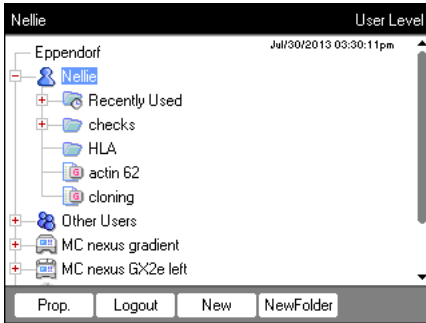 Nellie User Level
Eppendorf Jul/30/2013 03:30:11pm
Nellie
Recently Used
checks
HLA
actin 62
cloning
Other Users
MC nexus gradient
MC nexus GX2e left
Prop. Logout New NewFolder